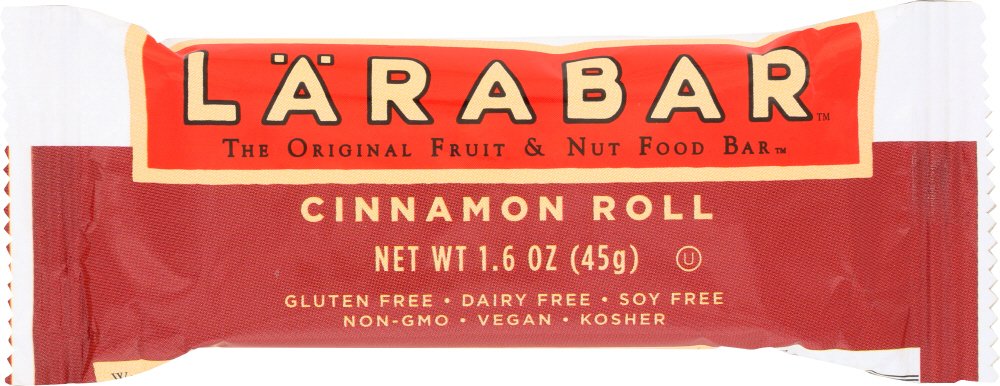 LÄRABAR™
THE ORIGINAL FRUIT & NUT FOOD BAR™
CINNAMON ROLL
NET WT 1.6 OZ (45g) Ⓤ
GLUTEN FREE • DAIRY FREE • SOY FREE
NON-GMO • VEGAN • KOSHER